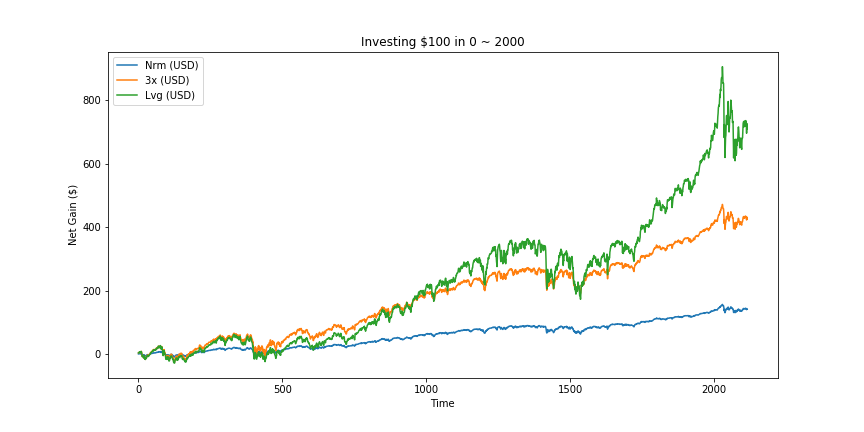 Investing $100 in 0 ~ 2000
Nrm (USD)
3x (USD)
Lvg (USD)
Net Gain ($)
800
600
400
200
0
0 500 1000 1500 2000
Time